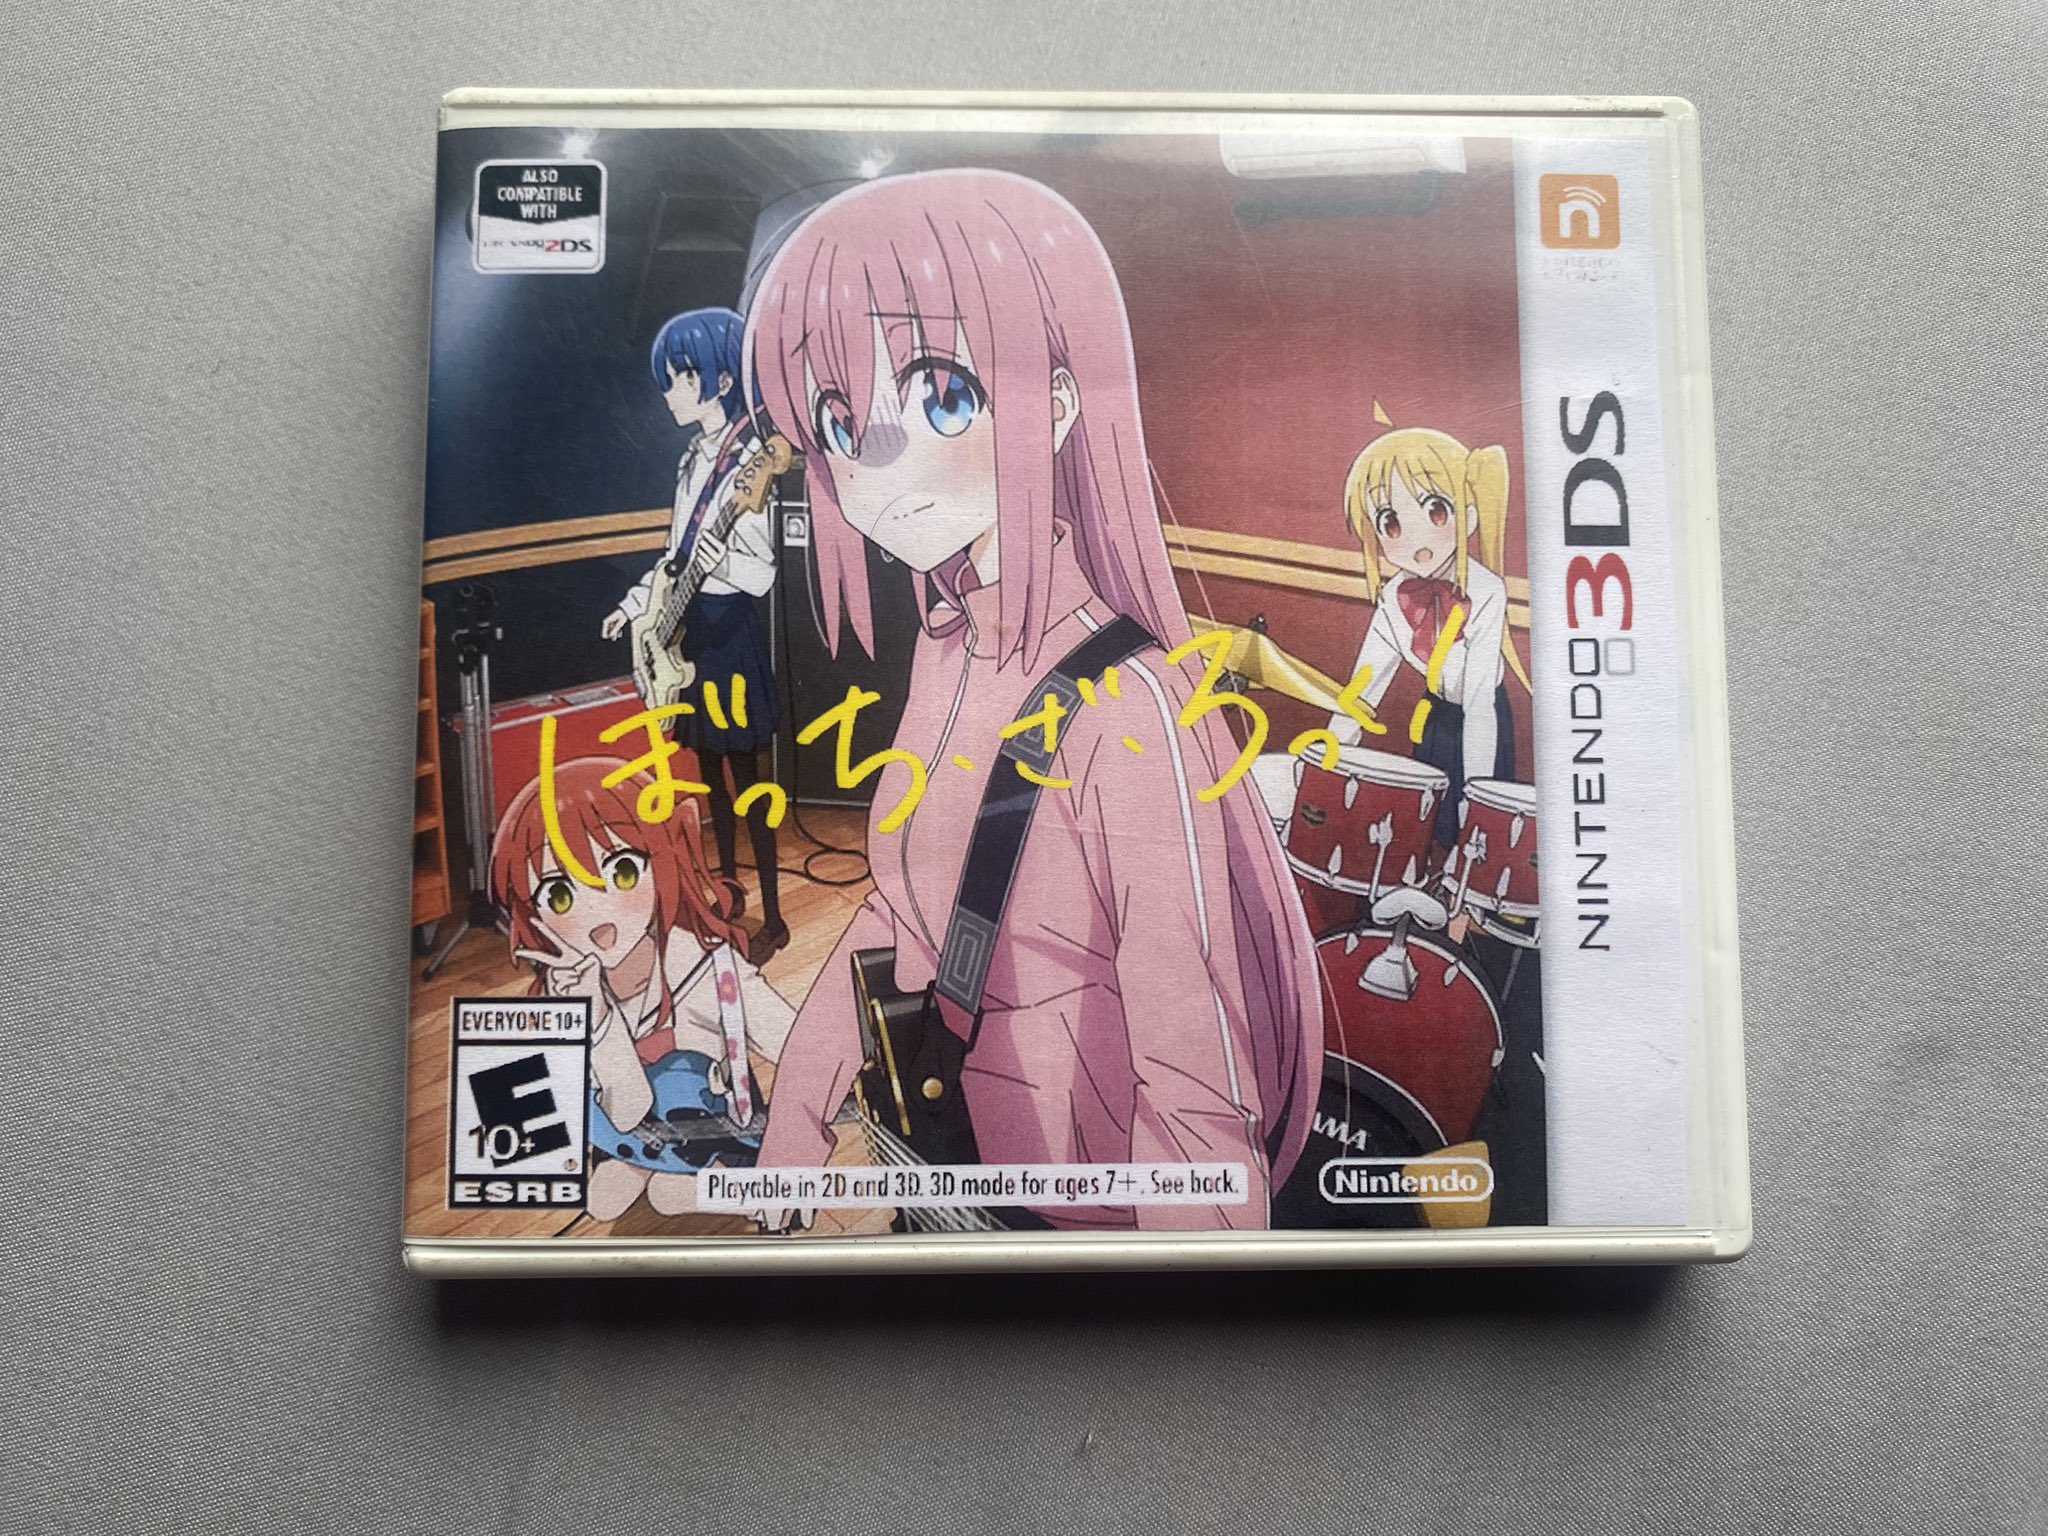 ALSO
COMPATIBLE
WITH
2DS
ぼっち・ざ・ろっく!
NINTENDO 3DS
EVERYONE 10+
E
10+
ESRB
Playable in 2D and 3D. 3D mode for ages 7+. See back.
AMA
Nintendo